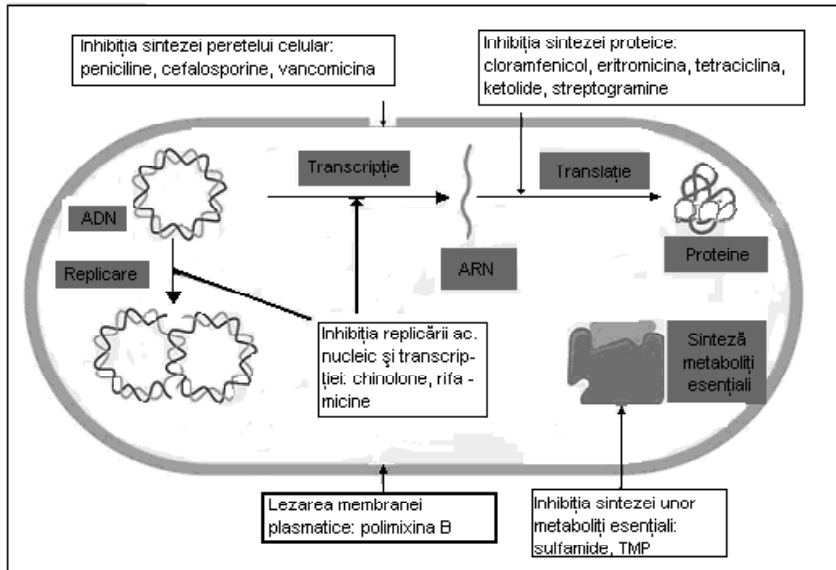 Inhibiția sintezei peretelui celular:
peniciline, cefalosporine, vancomicina
Inhibiția sintezei proteice:
cloramfenicol, eritromicina, tetraciclina,
ketolide, streptogramine
Transcripție
Translație
ADN
ARN
Proteine
Replicare
Inhibiția replicării ac.
nucleic şi transcrip-
ției: chinolone, rifa -
micine
Sinteză
metaboliți
esențiali
Lezarea membranei
plasmatice: polimixina B
Inhibiția sintezei unor
metaboliți esențiali:
sulfamide, TMP